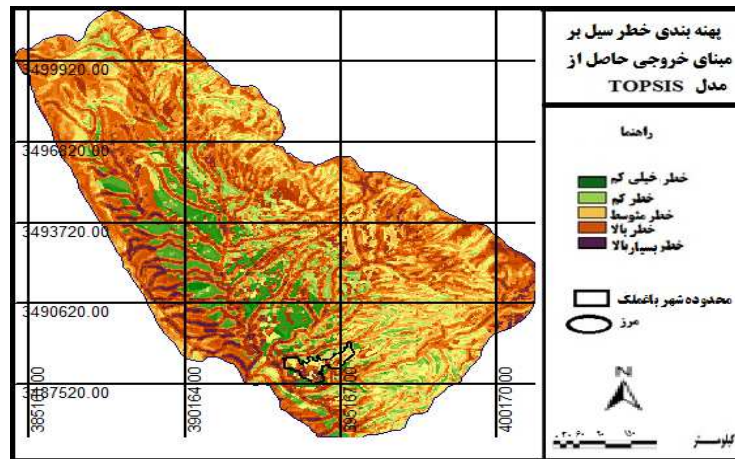 پهنه بندی خطر سیل بر
مبنای خروجی حاصل از
مدل TOPSIS
راهنما
خطر خیلی کم
خطر کم
خطر متوسط
خطر بالا
خطر بسیار بالا
محدوده شهر باغملک
مرز
N
کیلومتر
3499920.00
3496820.00
3493720.00
3490620.00
3487520.00
390164.00
400170.00